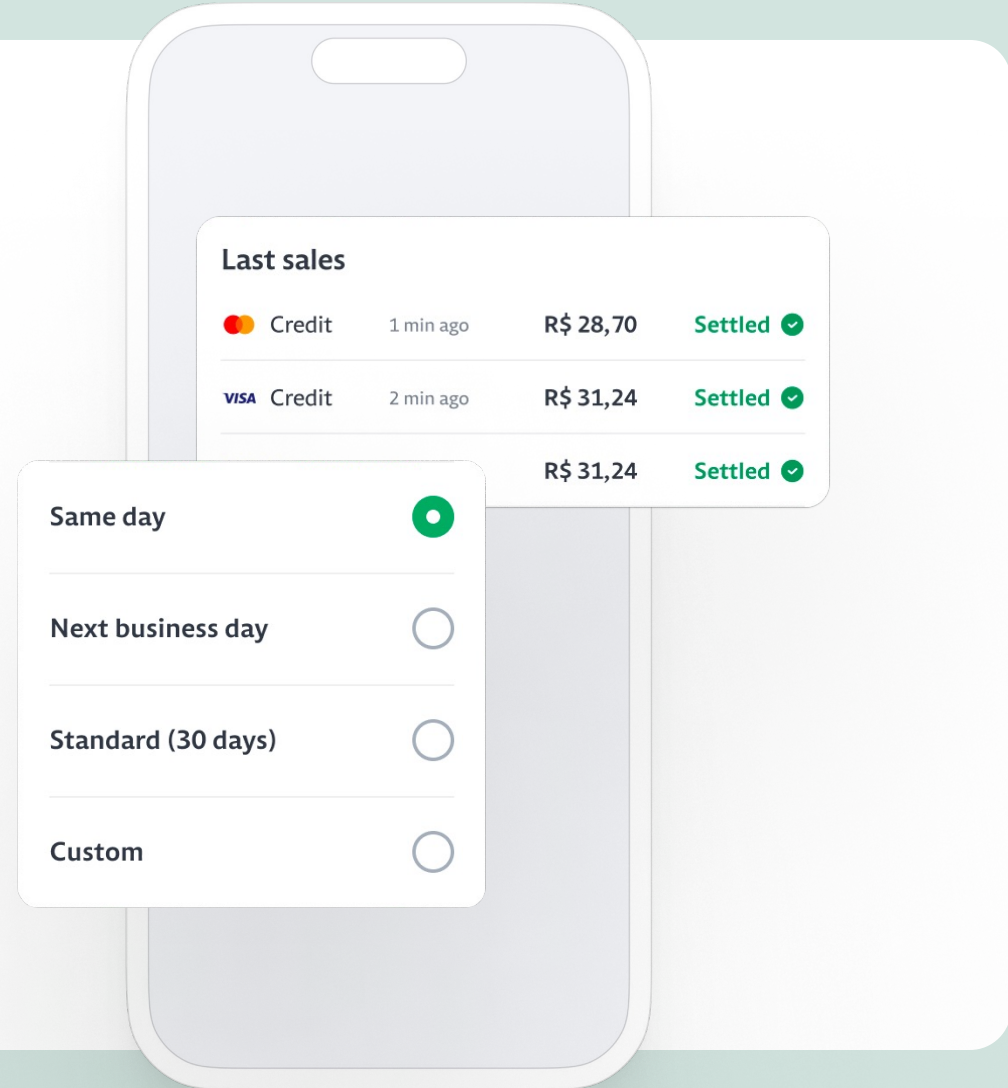 Last sales
Credit 1 min ago R$ 28,70 Settled
VISA Credit 2 min ago R$ 31,24 Settled
R$ 31,24 Settled
Same day
Next business day
Standard (30 days)
Custom